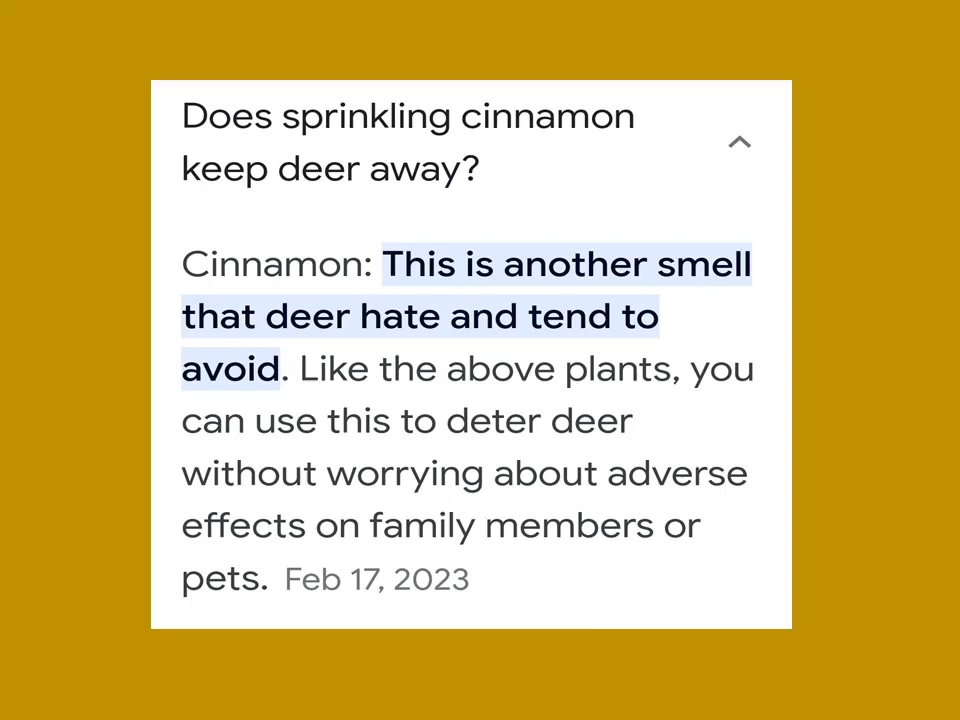 Does sprinkling cinnamon
keep deer away?
Cinnamon: This is another smell
that deer hate and tend to
avoid. Like the above plants, you
can use this to deter deer
without worrying about adverse
effects on family members or
pets. Feb 17, 2023